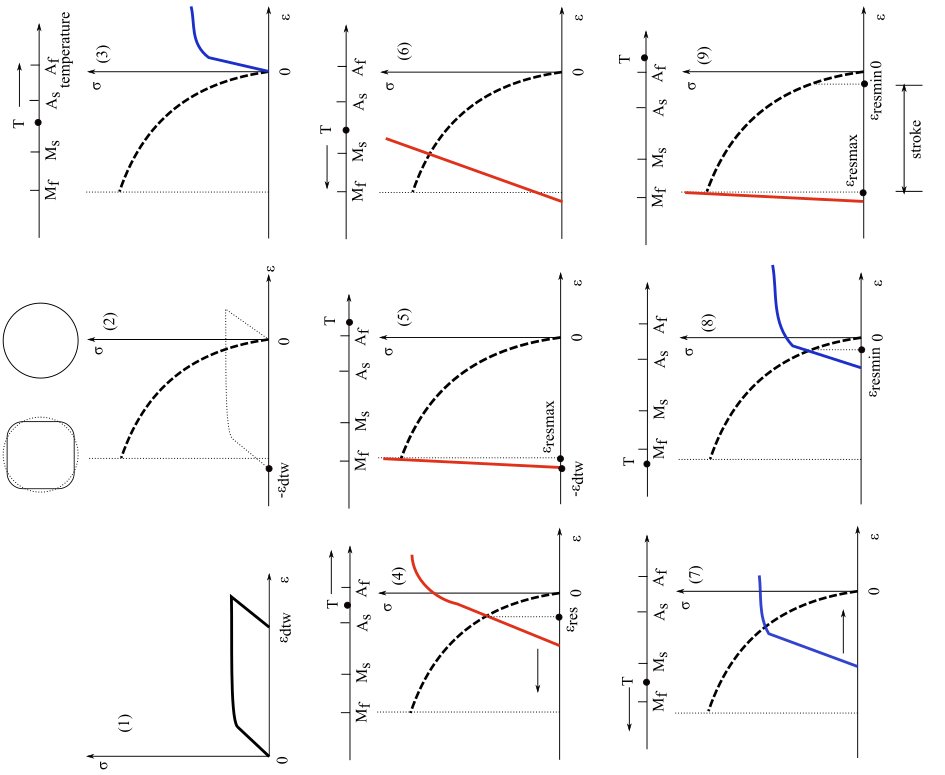 σ
(1)
0
εdtw
ε
σ
(2)
-εdtw
0
ε
T
Mf Ms As Af
temperature
σ
(3)
0
ε
T
Mf Ms As Af
σ
(4)
εres
0
ε
T
Mf Ms As Af
σ
(5)
-εdtw
εresmax
0
ε
T
Mf Ms As Af
σ
(6)
0
ε
T
Mf Ms As Af
σ
(7)
0
ε
T
Mf Ms As Af
σ
(8)
εresmin
0
ε
T
Mf Ms As Af
σ
(9)
εresmax
εresmin
0
ε
stroke